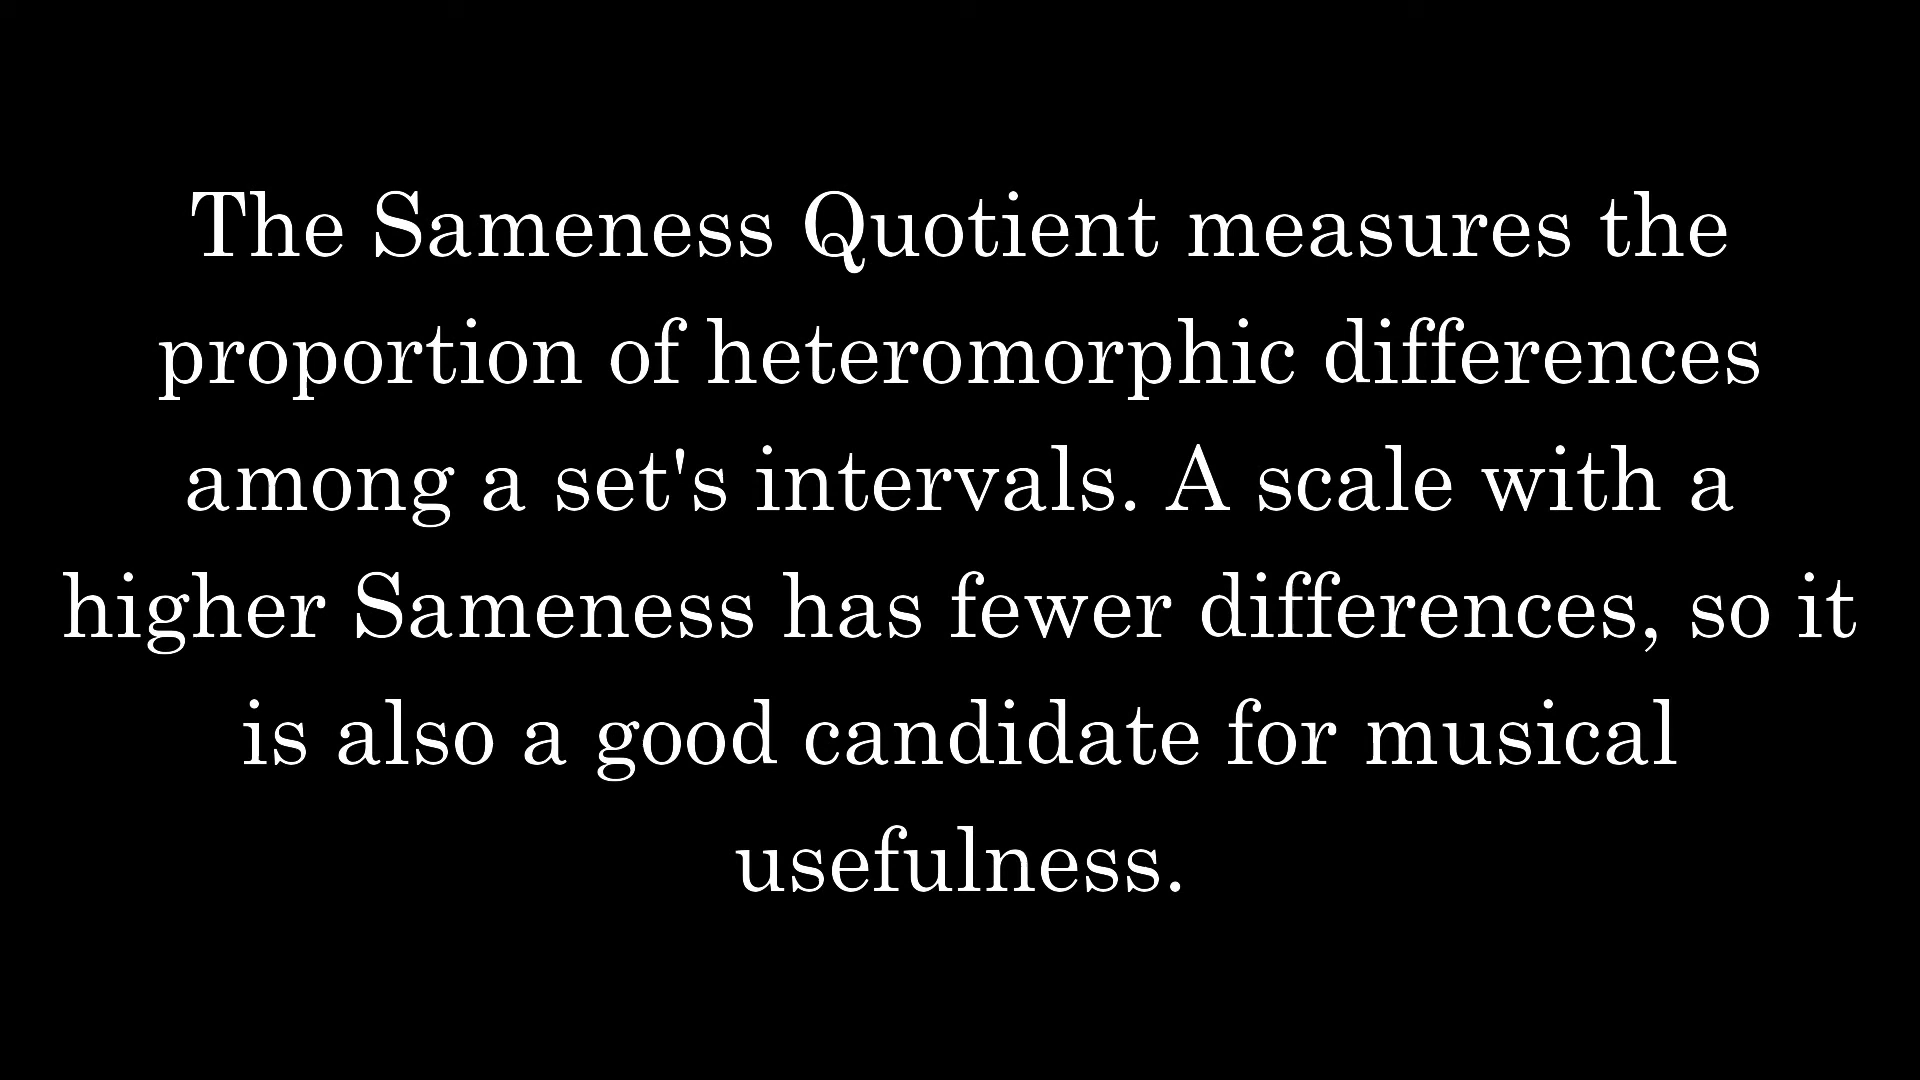 The Sameness Quotient measures the
proportion of heteromorphic differences
among a set's intervals. A scale with a
higher Sameness has fewer differences, so it
is also a good candidate for musical
usefulness.